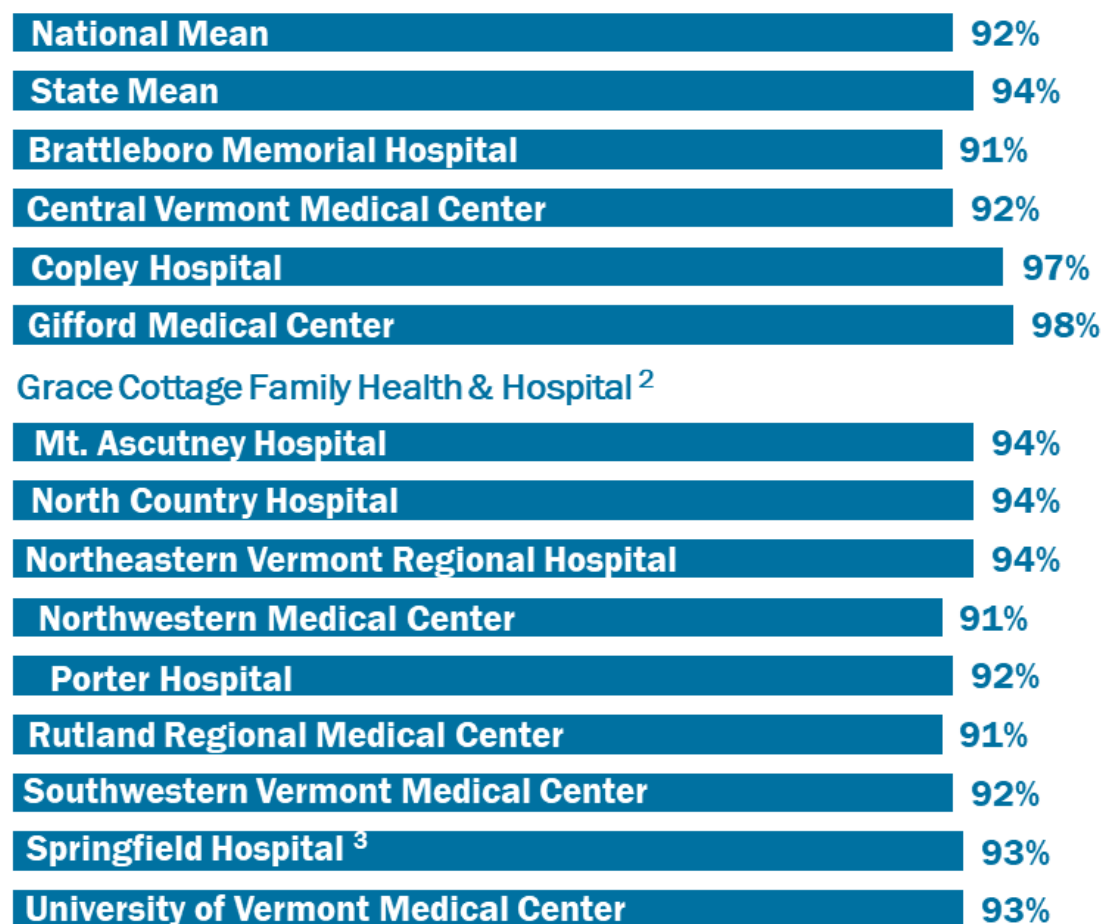 National Mean 92%
State Mean 94%
Brattleboro Memorial Hospital 91%
Central Vermont Medical Center 92%
Copley Hospital 97%
Gifford Medical Center 98%
Grace Cottage Family Health & Hospital ²
Mt. Ascutney Hospital 94%
North Country Hospital 94%
Northeastern Vermont Regional Hospital 94%
Northwestern Medical Center 91%
Porter Hospital 92%
Rutland Regional Medical Center 91%
Southwestern Vermont Medical Center 92%
Springfield Hospital ³ 93%
University of Vermont Medical Center 93%